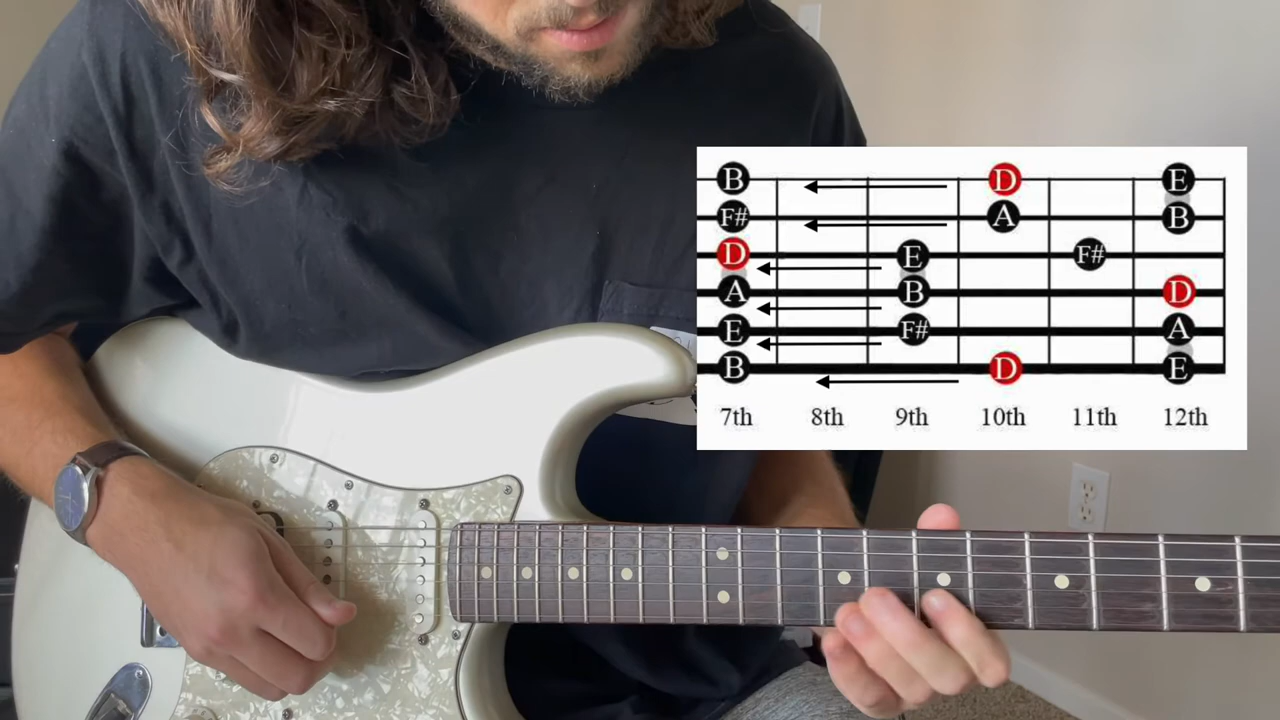 B D E
F# A B
D E F#
A B D
E F# A
B D E
7th 8th 9th 10th 11th 12th